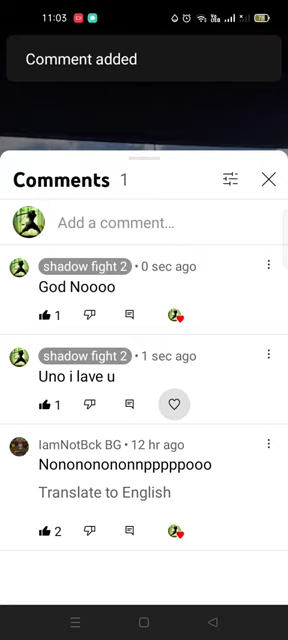 11:03
Comment added
Comments 1
Add a comment...
shadow fight 2 • 0 sec ago
God Noooo
1
shadow fight 2 • 1 sec ago
Uno i lave u
1
IamNotBck BG • 12 hr ago
Nononononononnpppppooo
Translate to English
2